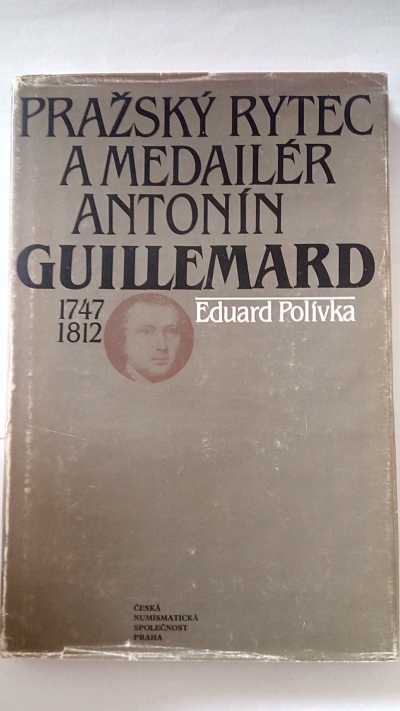 PRAŽSKÝ RYTEC
A MEDAILÉR
ANTONÍN
GUILLEMARD
1747
1812
Eduard Polívka
ČESKÁ
NUMISMATICKÁ
SPOLEČNOST
PRAHA